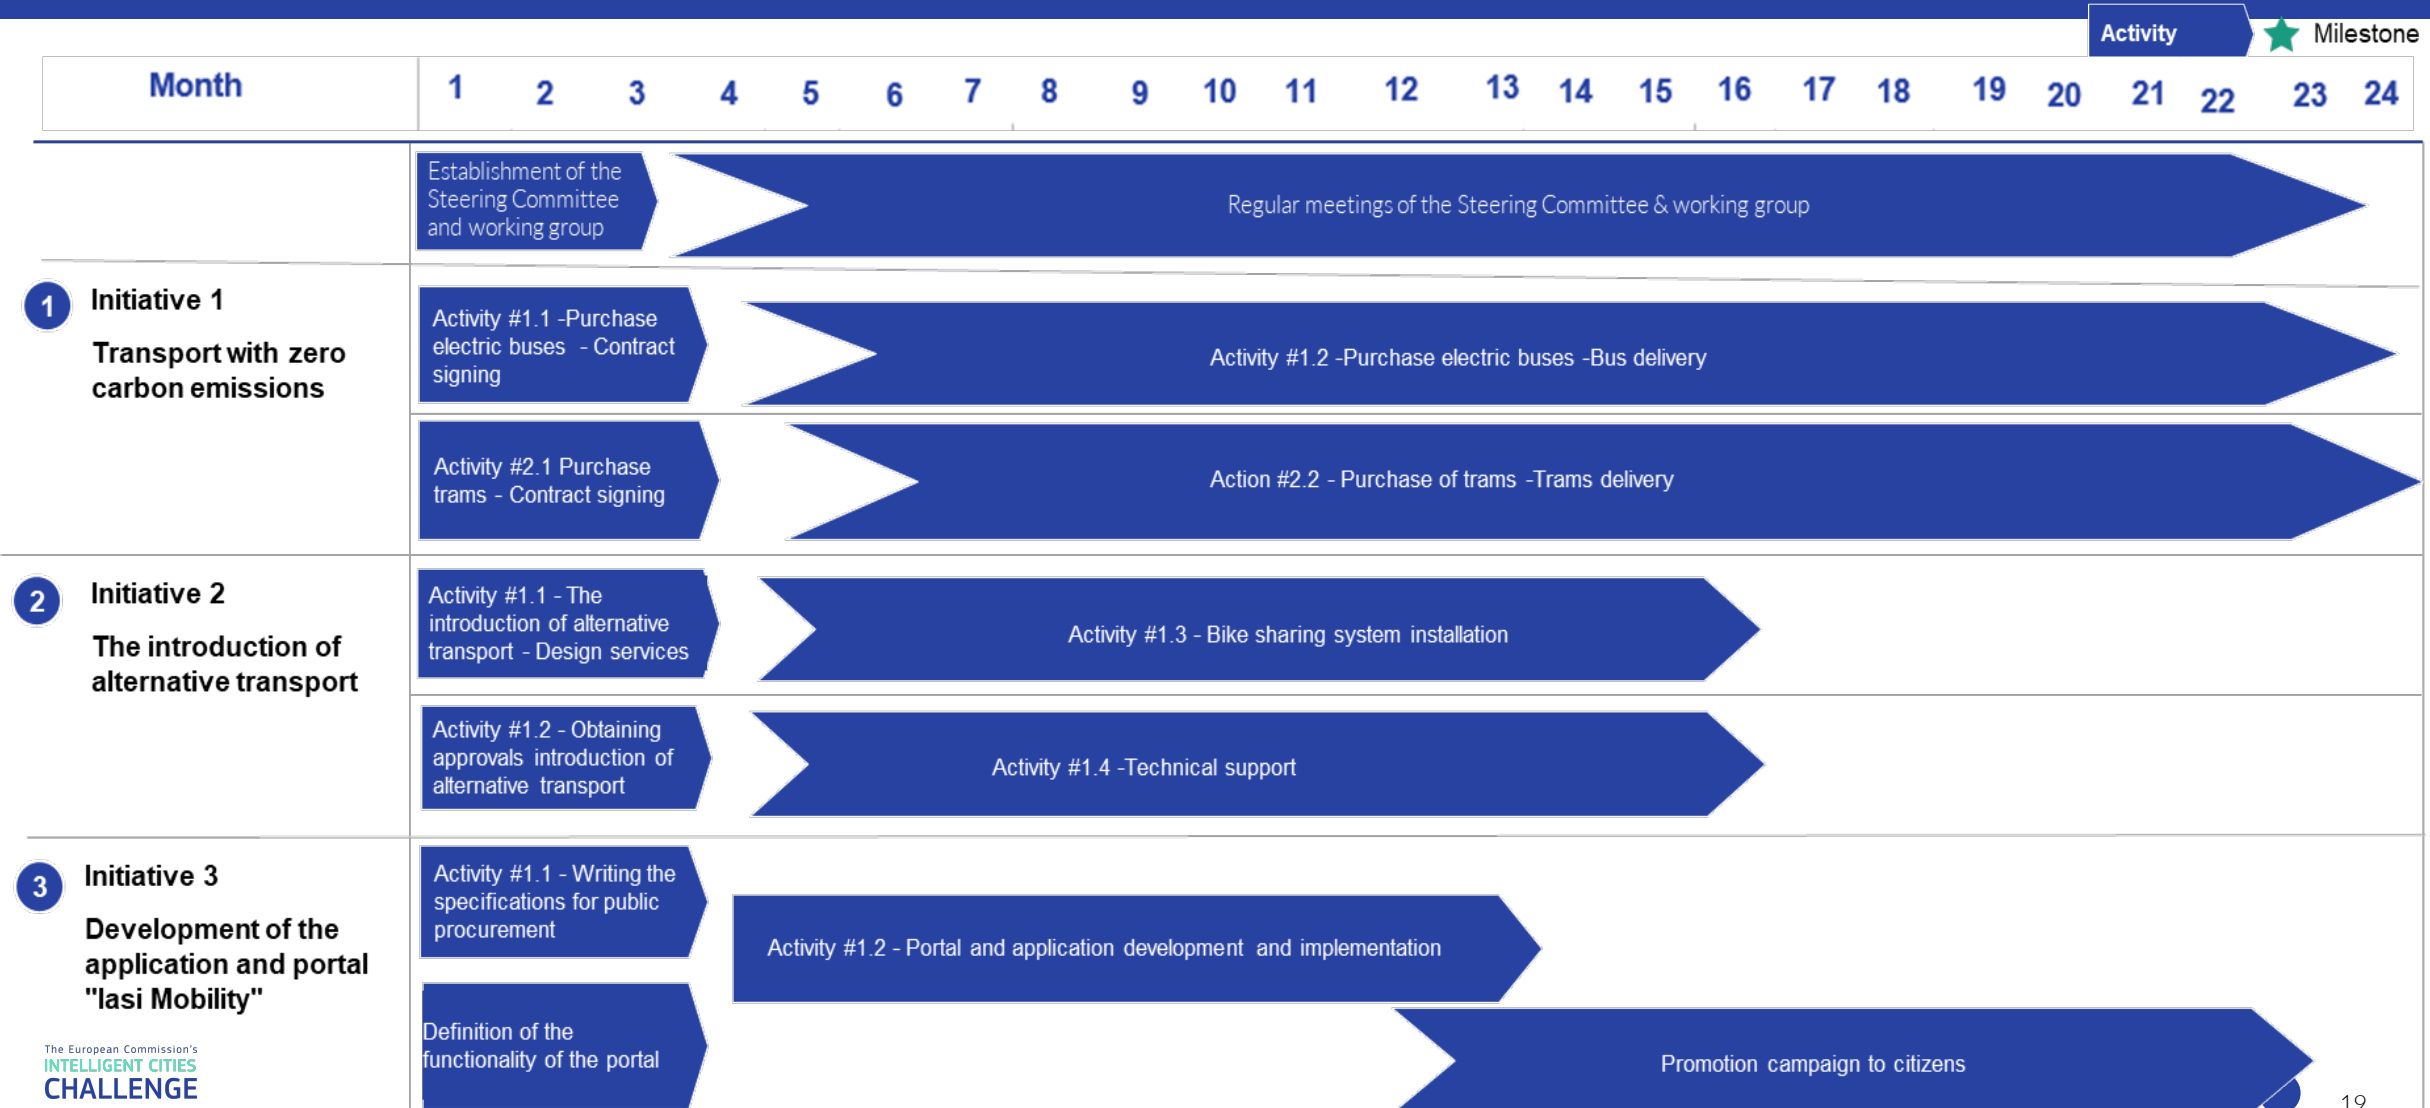 Activity
Milestone
Month 1 2 3 4 5 6 7 8 9 10 11 12 13 14 15 16 17 18 19 20 21 22 23 24
Establishment of the
Steering Committee
and working group
Regular meetings of the Steering Committee & working group
1
Initiative 1
Transport with zero
carbon emissions
Activity #1.1 -Purchase
electric buses - Contract
signing
Activity #1.2 -Purchase electric buses -Bus delivery
Activity #2.1 Purchase
trams - Contract signing
Action #2.2 - Purchase of trams -Trams delivery
2
Initiative 2
The introduction of
alternative transport
Activity #1.1 - The
introduction of alternative
transport - Design services
Activity #1.3 - Bike sharing system installation
Activity #1.2 - Obtaining
approvals introduction of
alternative transport
Activity #1.4 -Technical support
3
Initiative 3
Development of the
application and portal
"Iasi Mobility"
Activity #1.1 - Writing the
specifications for public
procurement
Activity #1.2 - Portal and application development and implementation
Definition of the
functionality of the portal
Promotion campaign to citizens
The European Commission's
INTELLIGENT CITIES
CHALLENGE
19